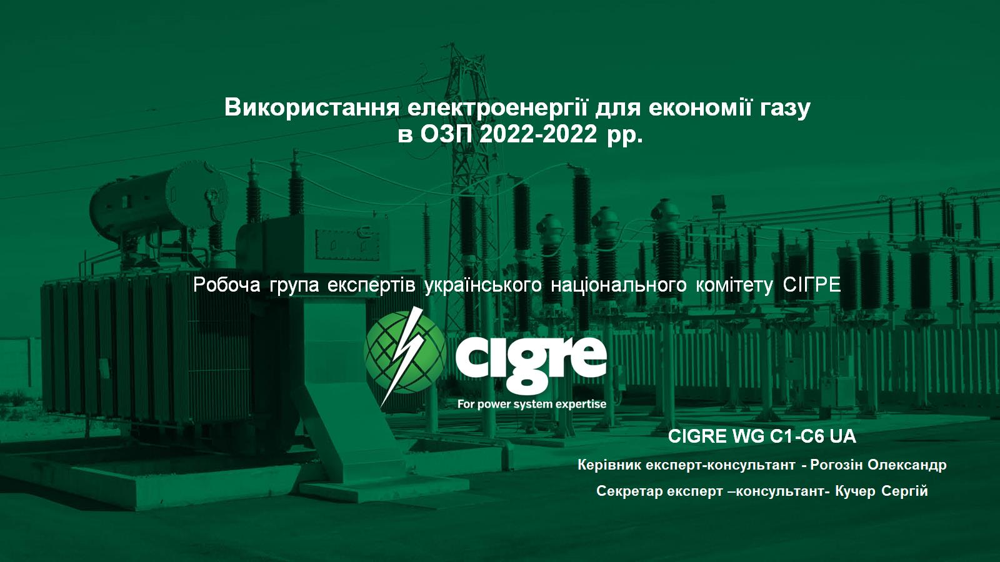 Використання електроенергії для економії газу
в ОЗП 2022-2022 рр.
Робоча група експертів українського національного комітету СІГРЕ
cigre
For power system expertise
CIGRE WG C1-C6 UA
Керівник експерт-консультант - Рогозін Олександр
Секретар експерт –консультант- Кучер Сергій